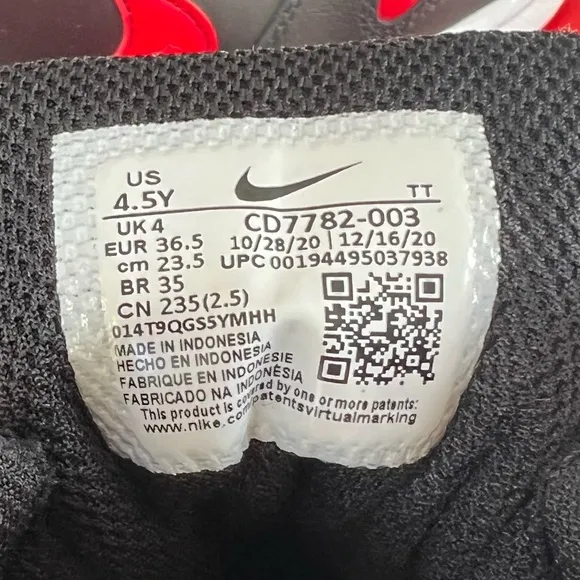 US
4.5Y
TT
UK 4
CD7782-003
EUR 36.5
10/28/20 | 12/16/20
cm 23.5
UPC 00194495037938
BR 35
CN 235(2.5)
014T9QGS5YMHH
MADE IN INDONESIA
HECHO EN INDONESIA
FABRIQUE EN INDONESIE
FABRICADO NA INDONÉSIA
This product is covered by one or more patents:
www.nike.com/patentsvirtualmarking